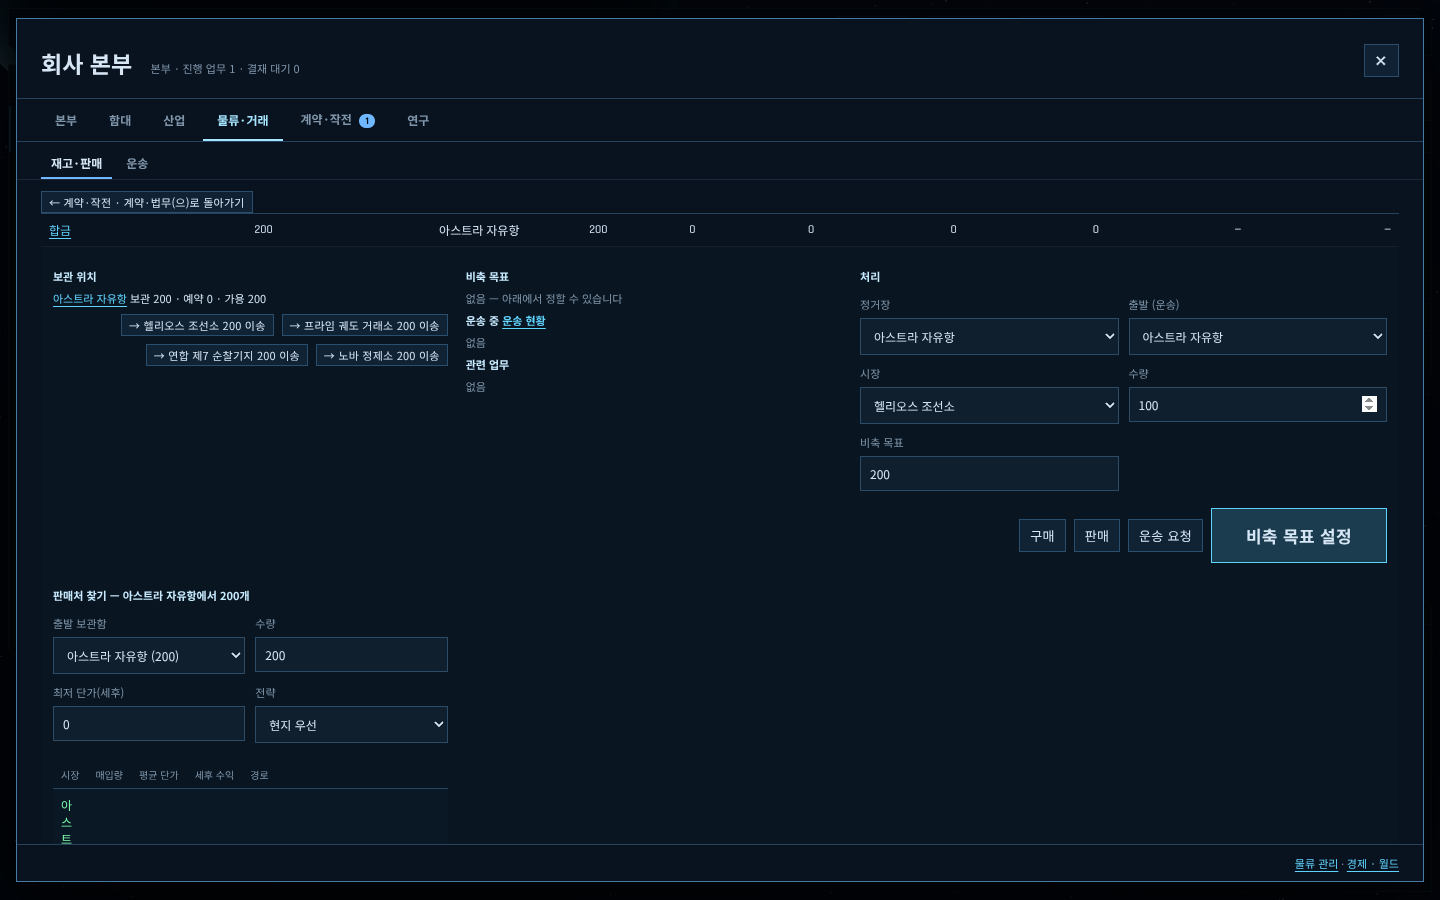 회사 본부 본부 · 진행 업무 1 · 결재 대기 0 ×
본부 함대 산업 물류·거래 계약·작전 1 연구
재고·판매 운송
← 계약·작전 · 계약·법무(으)로 돌아가기
합금 200 아스트라 자유항 200 0 0 0 0 – –
보관 위치
아스트라 자유항 보관 200 · 예약 0 · 가용 200
→ 헬리오스 조선소 200 이송 → 프라임 궤도 거래소 200 이송
→ 연합 제7 순찰기지 200 이송 → 노바 정제소 200 이송
비축 목표
없음 — 아래에서 정할 수 있습니다
운송 중 운송 현황
없음
관련 업무
없음
처리
정거장 출발 (운송)
아스트라 자유항 아스트라 자유항
시장 수량
헬리오스 조선소 100
비축 목표
200
구매 판매 운송 요청 비축 목표 설정
판매처 찾기 — 아스트라 자유항에서 200개
출발 보관함 수량
아스트라 자유항 (200) 200
최저 단가(세후) 전략
0 현지 우선
시장 매입량 평균 단가 세후 수익 경로
아
스
트
물류 관리 · 경제 · 월드